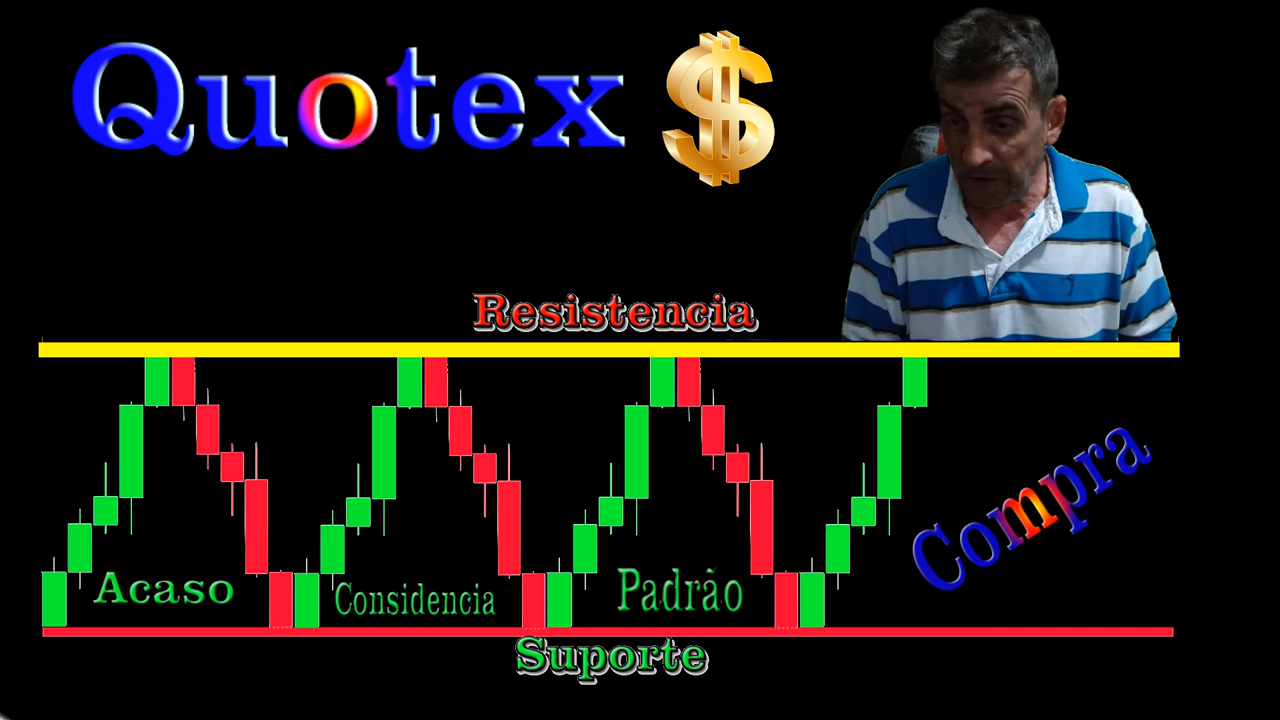 Quotex $
Resistencia
Acaso
Considencia
Padrão
Compra
Suporte